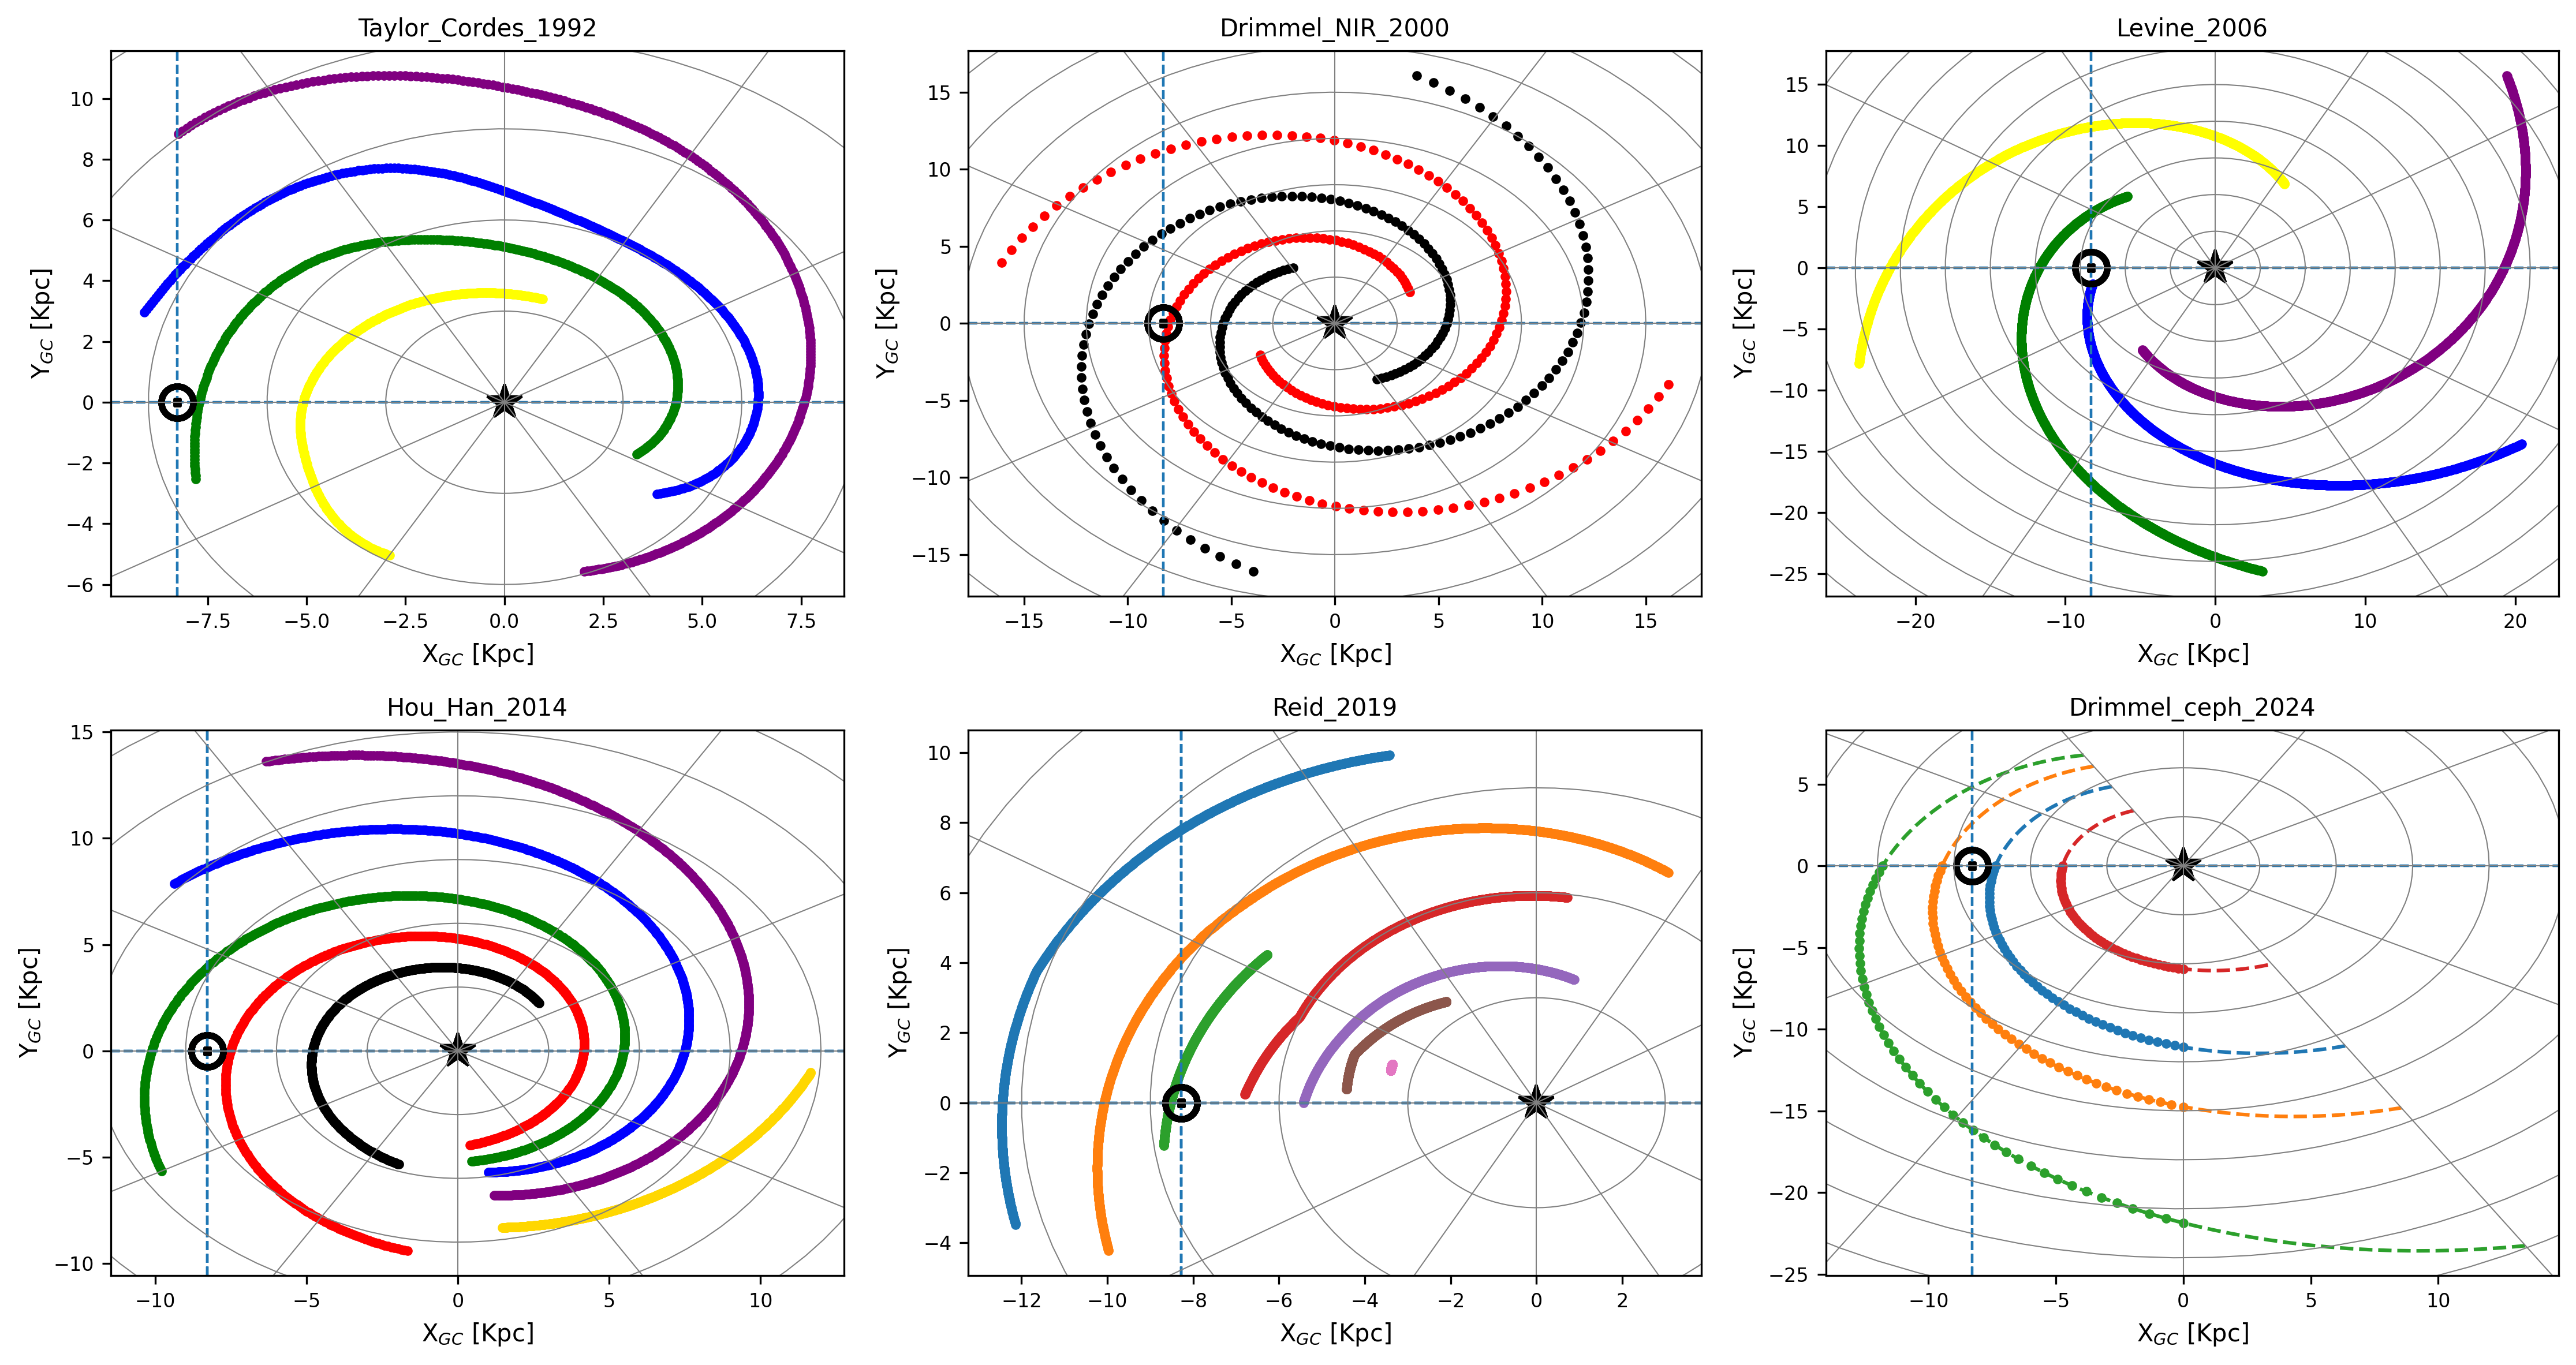 Taylor_Cordes_1992
10
8
6
4
2
0
−2
−4
−6
Y_GC [Kpc]
−7.5 −5.0 −2.5 0.0 2.5 5.0 7.5
X_GC [Kpc]
Drimmel_NIR_2000
15
10
5
0
−5
−10
−15
Y_GC [Kpc]
−15 −10 −5 0 5 10 15
X_GC [Kpc]
Levine_2006
15
10
5
0
−5
−10
−15
−20
−25
Y_GC [Kpc]
−20 −10 0 10 20
X_GC [Kpc]
Hou_Han_2014
15
10
5
0
−5
−10
Y_GC [Kpc]
−10 −5 0 5 10
X_GC [Kpc]
Reid_2019
10
8
6
4
2
0
−2
−4
Y_GC [Kpc]
−12 −10 −8 −6 −4 −2 0 2
X_GC [Kpc]
Drimmel_ceph_2024
5
0
−5
−10
−15
−20
−25
Y_GC [Kpc]
−10 −5 0 5 10
X_GC [Kpc]